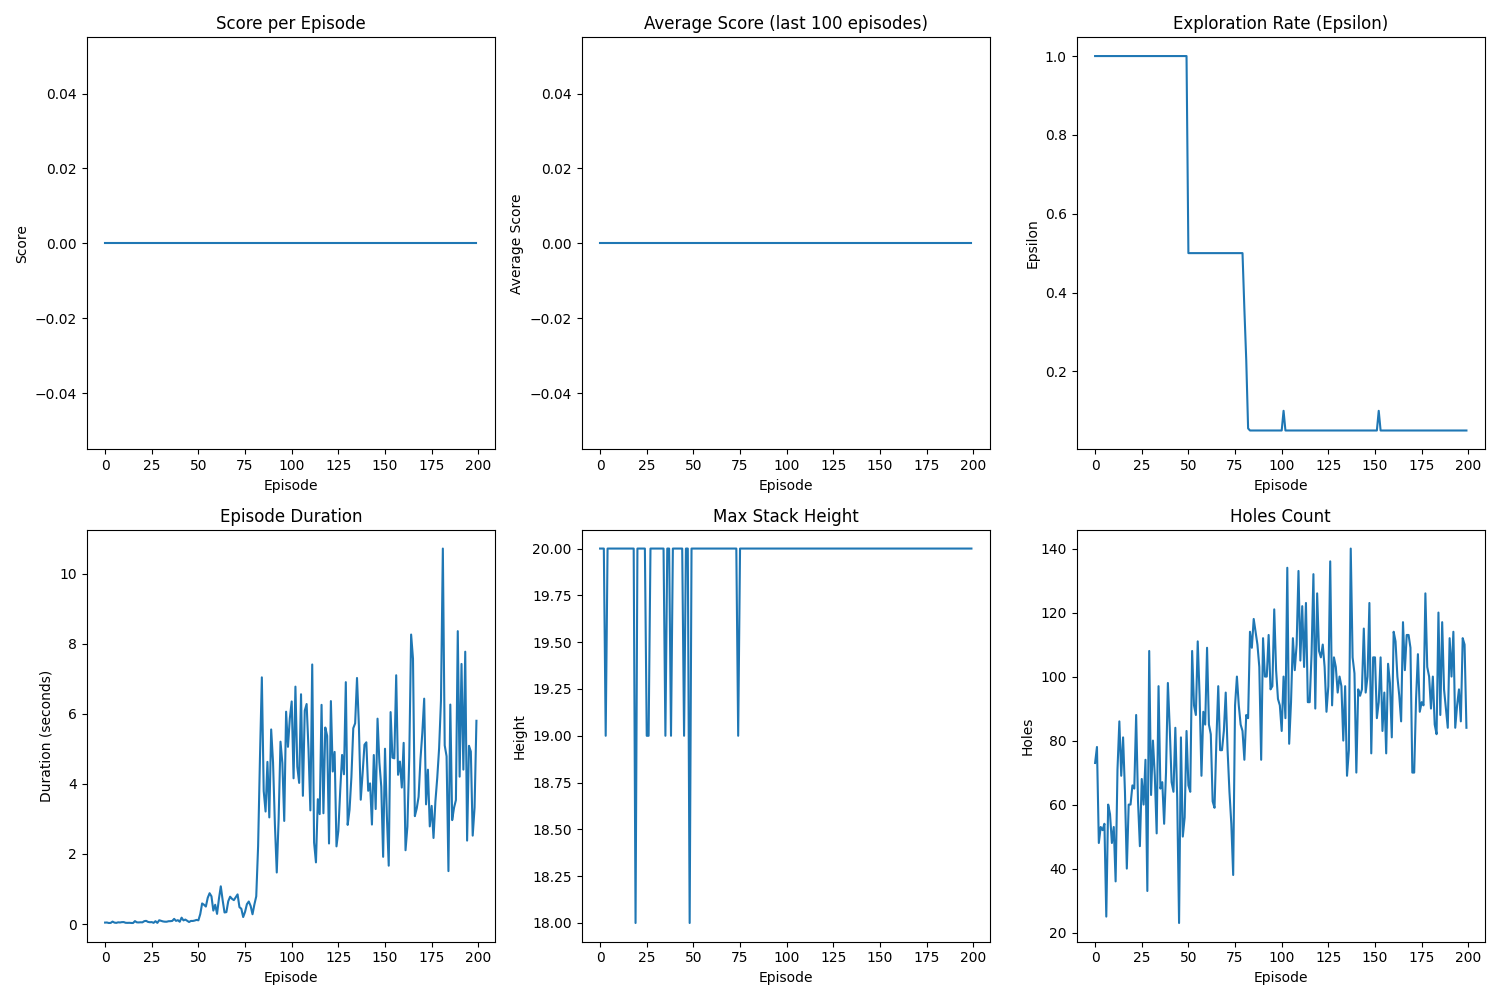 Score per Episode
Score
0.04
0.02
0.00
−0.02
−0.04
0 25 50 75 100 125 150 175 200
Episode
Average Score (last 100 episodes)
Average Score
0.04
0.02
0.00
−0.02
−0.04
0 25 50 75 100 125 150 175 200
Episode
Exploration Rate (Epsilon)
Epsilon
1.0
0.8
0.6
0.4
0.2
0 25 50 75 100 125 150 175 200
Episode
Episode Duration
Duration (seconds)
10
8
6
4
2
0
0 25 50 75 100 125 150 175 200
Episode
Max Stack Height
Height
20.00
19.75
19.50
19.25
19.00
18.75
18.50
18.25
18.00
0 25 50 75 100 125 150 175 200
Episode
Holes Count
Holes
140
120
100
80
60
40
20
0 25 50 75 100 125 150 175 200
Episode